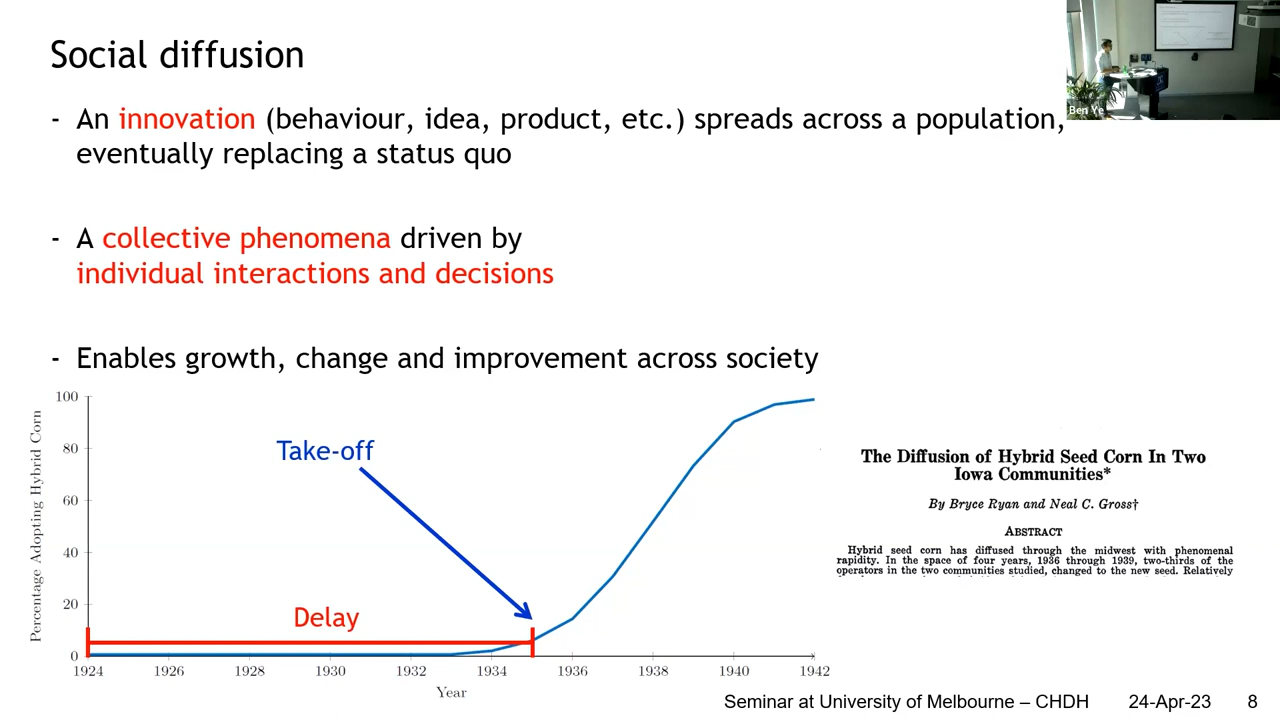 Social diffusion
Ben Ye
- An innovation (behaviour, idea, product, etc.) spreads across a population,
eventually replacing a status quo
- A collective phenomena driven by
individual interactions and decisions
- Enables growth, change and improvement across society
Percentage Adopting Hybrid Corn
100
80
60
40
20
0
Take-off
Delay
1924 1926 1928 1930 1932 1934 1936 1938 1940 1942
Year
The Diffusion of Hybrid Seed Corn In Two
Iowa Communities*
By Bryce Ryan and Neal C. Gross†
ABSTRACT
Hybrid seed corn has diffused through the midwest with phenomenal
rapidity. In the space of four years, 1936 through 1939, two-thirds of the
operators in the two communities studied, changed to the new seed. Relatively
Seminar at University of Melbourne – CHDH 24-Apr-23 8